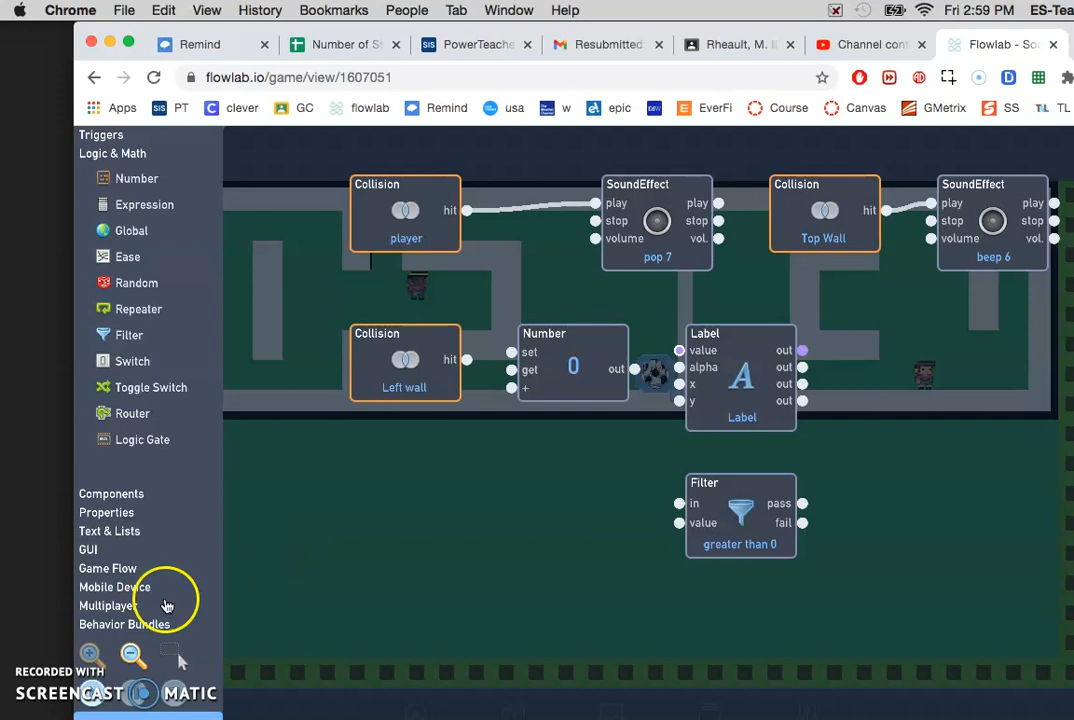 Chrome File Edit View History Bookmarks People Tab Window Help Fri 2:59 PM ES-Tea
Remind Number of S PowerTeache Resubmitted: Rheault, M. I Channel con Flowlab - Soc
flowlab.io/game/view/1607051
Apps SIS PT clever GC flowlab Remind usa w epic EverFi Course Canvas GMetrix SS TL
Triggers
Logic & Math
Number
Expression
Global
Ease
Random
Repeater
Filter
Switch
Toggle Switch
Router
Logic Gate
Components
Properties
Text & Lists
GUI
Game Flow
Mobile Device
Multiplayer
Behavior Bundles
Collision
hit
player
SoundEffect
play play
stop stop
volume vol.
pop 7
Collision
hit
Top Wall
SoundEffect
play play
stop stop
volume vol.
beep 6
Collision
hit
Left wall
Number
set
get out
+
0
Label
value out
alpha out
x out
y out
A
Label
Filter
in pass
value fail
greater than 0
RECORDED WITH
SCREENCAST MATIC